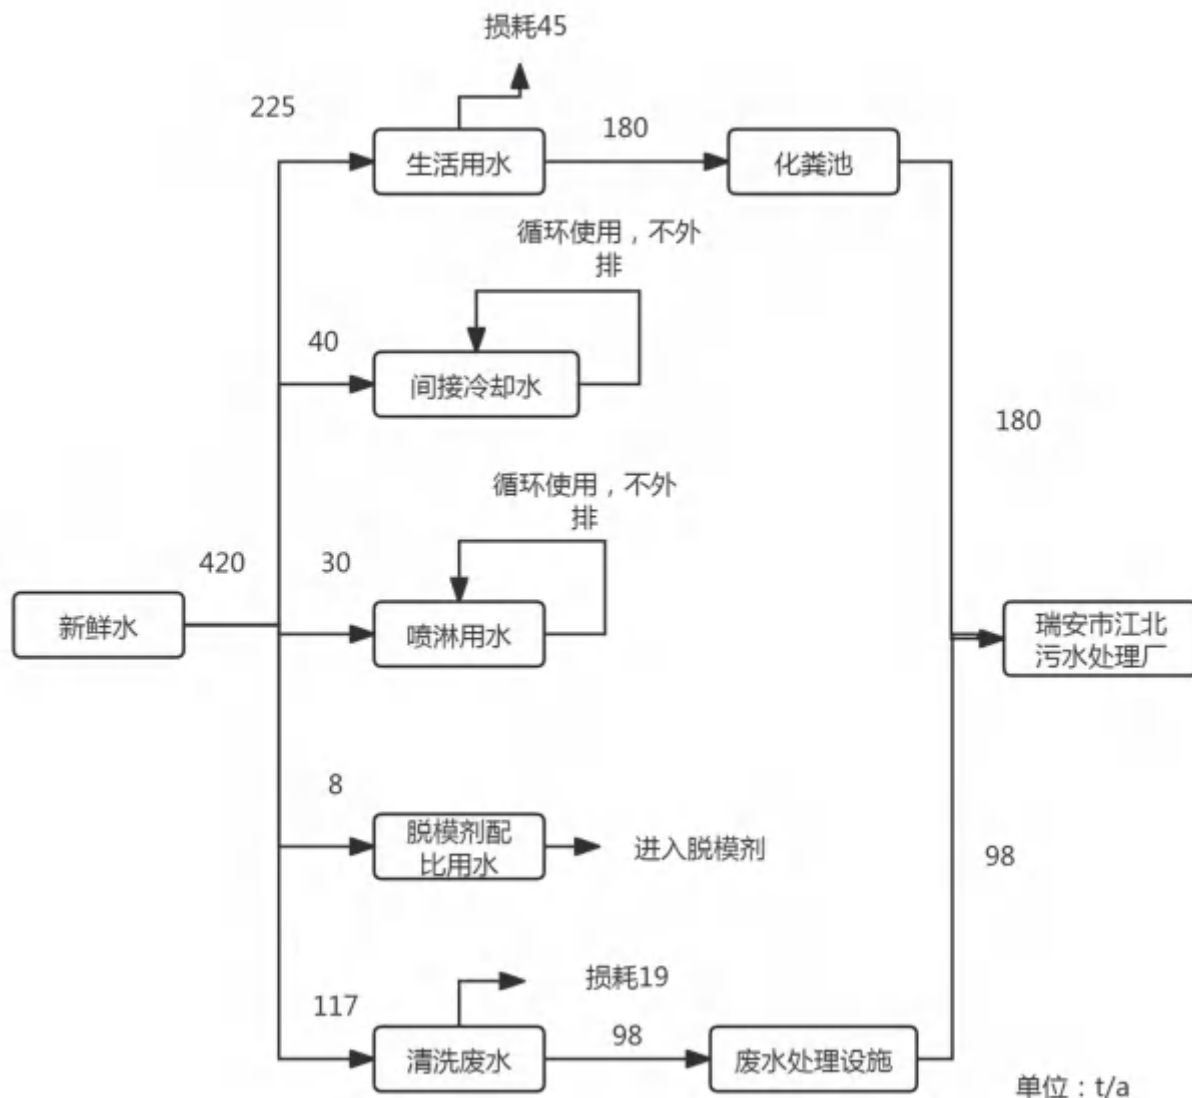 损耗45
225
生活用水
180
化粪池
循环使用，不外
排
40
间接冷却水
180
循环使用，不外
排
420
30
新鲜水
喷淋用水
瑞安市江北
污水处理厂
8
脱模剂配
比用水
进入脱模剂
98
117
损耗19
清洗废水
98
废水处理设施
单位：t/a